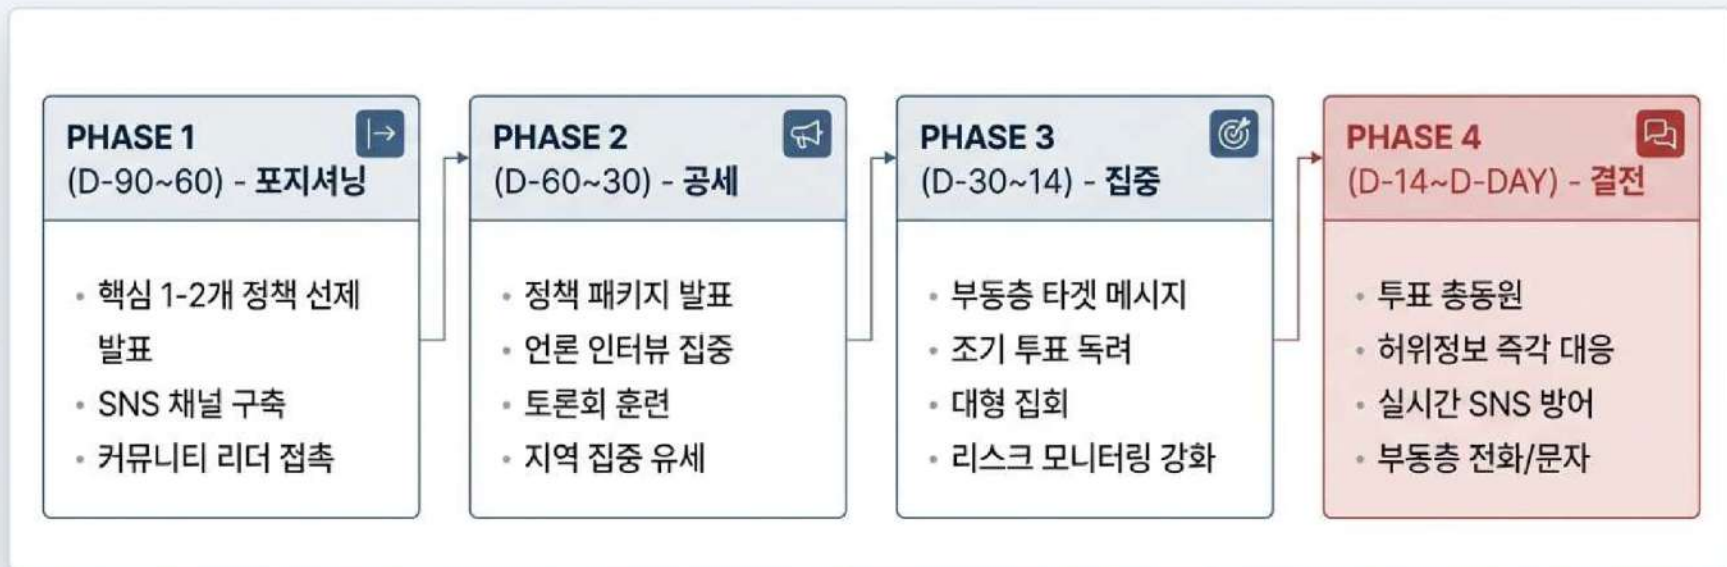 PHASE 1
(D-90~60) - 포지셔닝
• 핵심 1-2개 정책 선제
발표
• SNS 채널 구축
• 커뮤니티 리더 접촉
PHASE 2
(D-60~30) - 공세
• 정책 패키지 발표
• 언론 인터뷰 집중
• 토론회 훈련
• 지역 집중 유세
PHASE 3
(D-30~14) - 집중
• 부동층 타겟 메시지
• 조기 투표 독려
• 대형 집회
• 리스크 모니터링 강화
PHASE 4
(D-14~D-DAY) - 결전
• 투표 총동원
• 허위정보 즉각 대응
• 실시간 SNS 방어
• 부동층 전화/문자